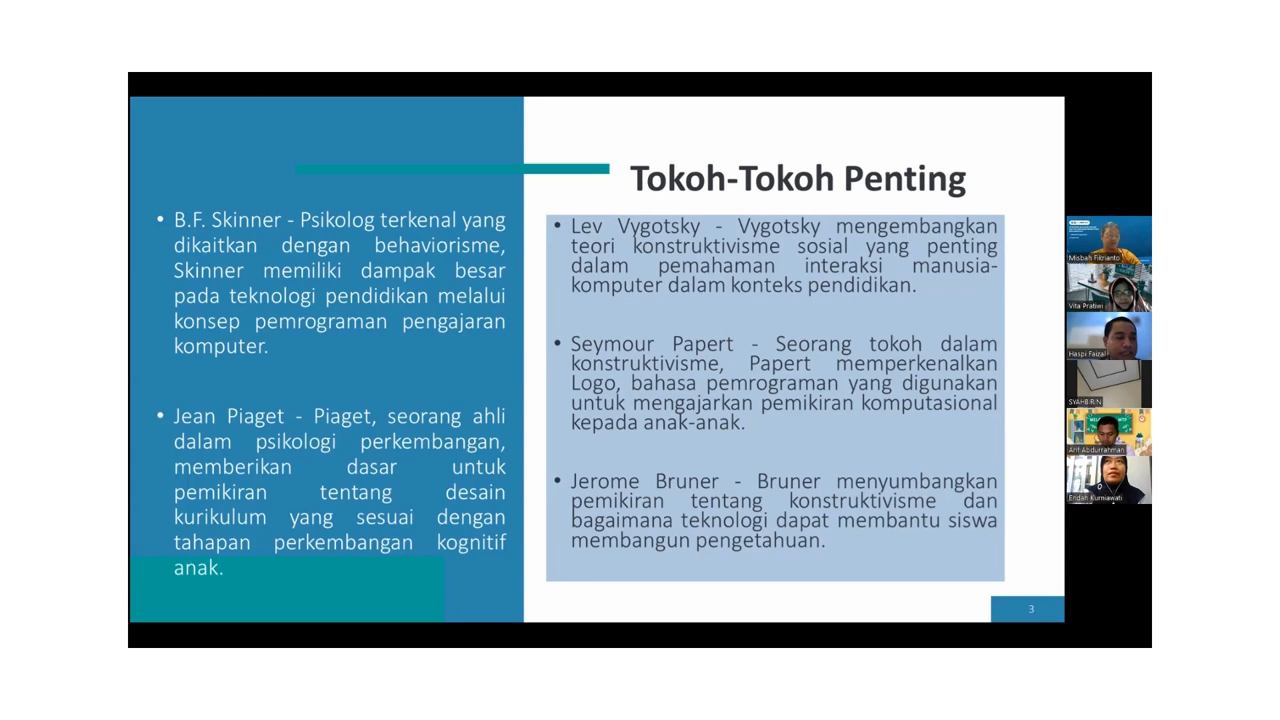 Tokoh-Tokoh Penting
• B.F. Skinner - Psikolog terkenal yang
dikaitkan dengan behaviorisme,
Skinner memiliki dampak besar
pada teknologi pendidikan melalui
konsep pemrograman pengajaran
komputer.
• Jean Piaget - Piaget, seorang ahli
dalam psikologi perkembangan,
memberikan dasar untuk
pemikiran tentang desain
kurikulum yang sesuai dengan
tahapan perkembangan kognitif
anak.
• Lev Vygotsky - Vygotsky mengembangkan
teori konstruktivisme sosial yang penting
dalam pemahaman interaksi manusia-
komputer dalam konteks pendidikan.
• Seymour Papert - Seorang tokoh dalam
konstruktivisme, Papert memperkenalkan
Logo, bahasa pemrograman yang digunakan
untuk mengajarkan pemikiran komputasional
kepada anak-anak.
• Jerome Bruner - Bruner menyumbangkan
pemikiran tentang konstruktivisme dan
bagaimana teknologi dapat membantu siswa
membangun pengetahuan.
3
Misbah Fikrianto
Vita Pratiwi
Haspi Faizal
SYAHBIRIN
Arif Abdurrahman
Endah Kurniawati